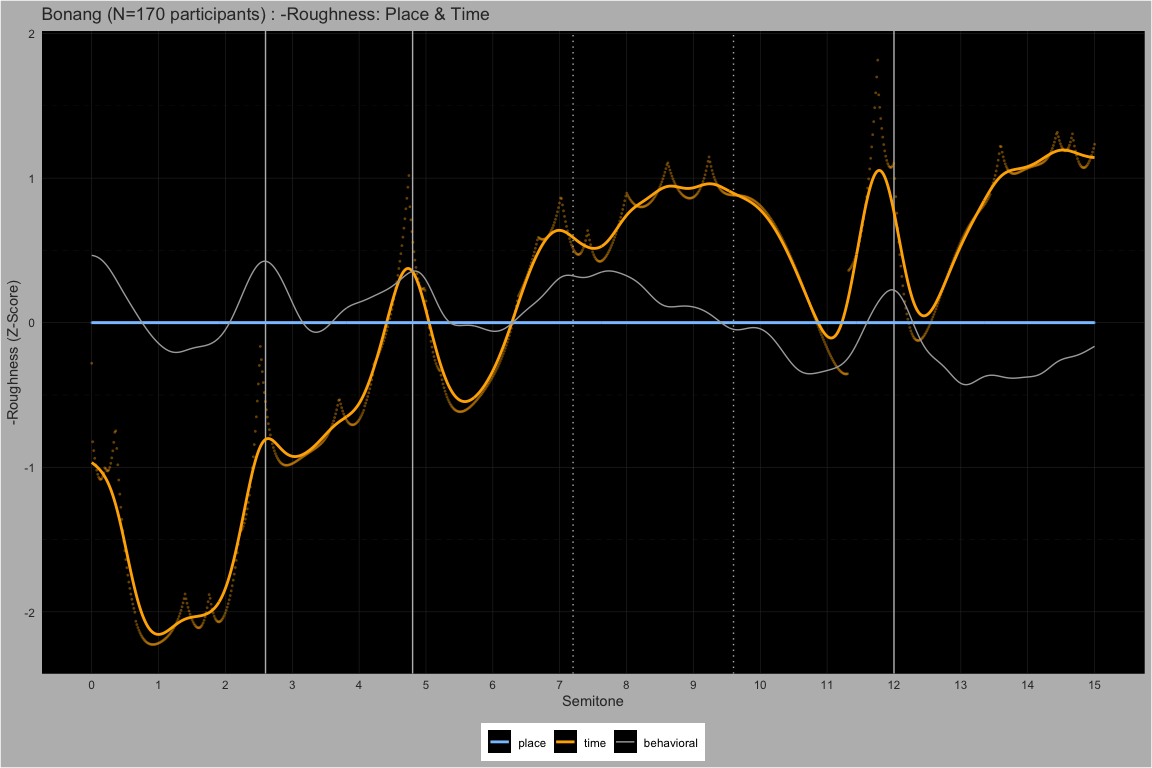 Bonang (N=170 participants) : -Roughness: Place & Time
-Roughness (Z-Score)
2
1
0
-1
-2
0 1 2 3 4 5 6 7 8 9 10 11 12 13 14 15
Semitone
place time behavioral